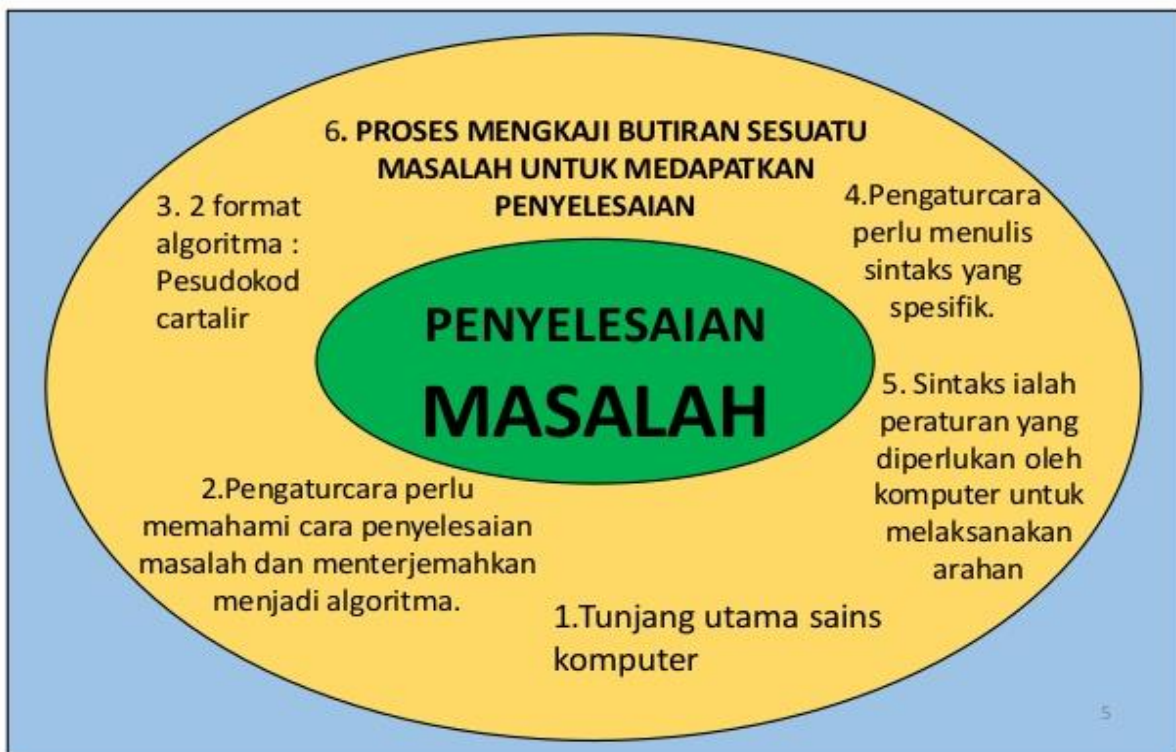 6. PROSES MENGKAJI BUTIRAN SESUATU
MASALAH UNTUK MEDAPATKAN
PENYELESAIAN
3. 2 format
algoritma :
Pesudokod
cartalir
4.Pengaturcara
perlu menulis
sintaks yang
spesifik.
PENYELESAIAN
MASALAH
5. Sintaks ialah
peraturan yang
diperlukan oleh
komputer untuk
melaksanakan
arahan
2.Pengaturcara perlu
memahami cara penyelesaian
masalah dan menterjemahkan
menjadi algoritma.
1.Tunjang utama sains
komputer
5